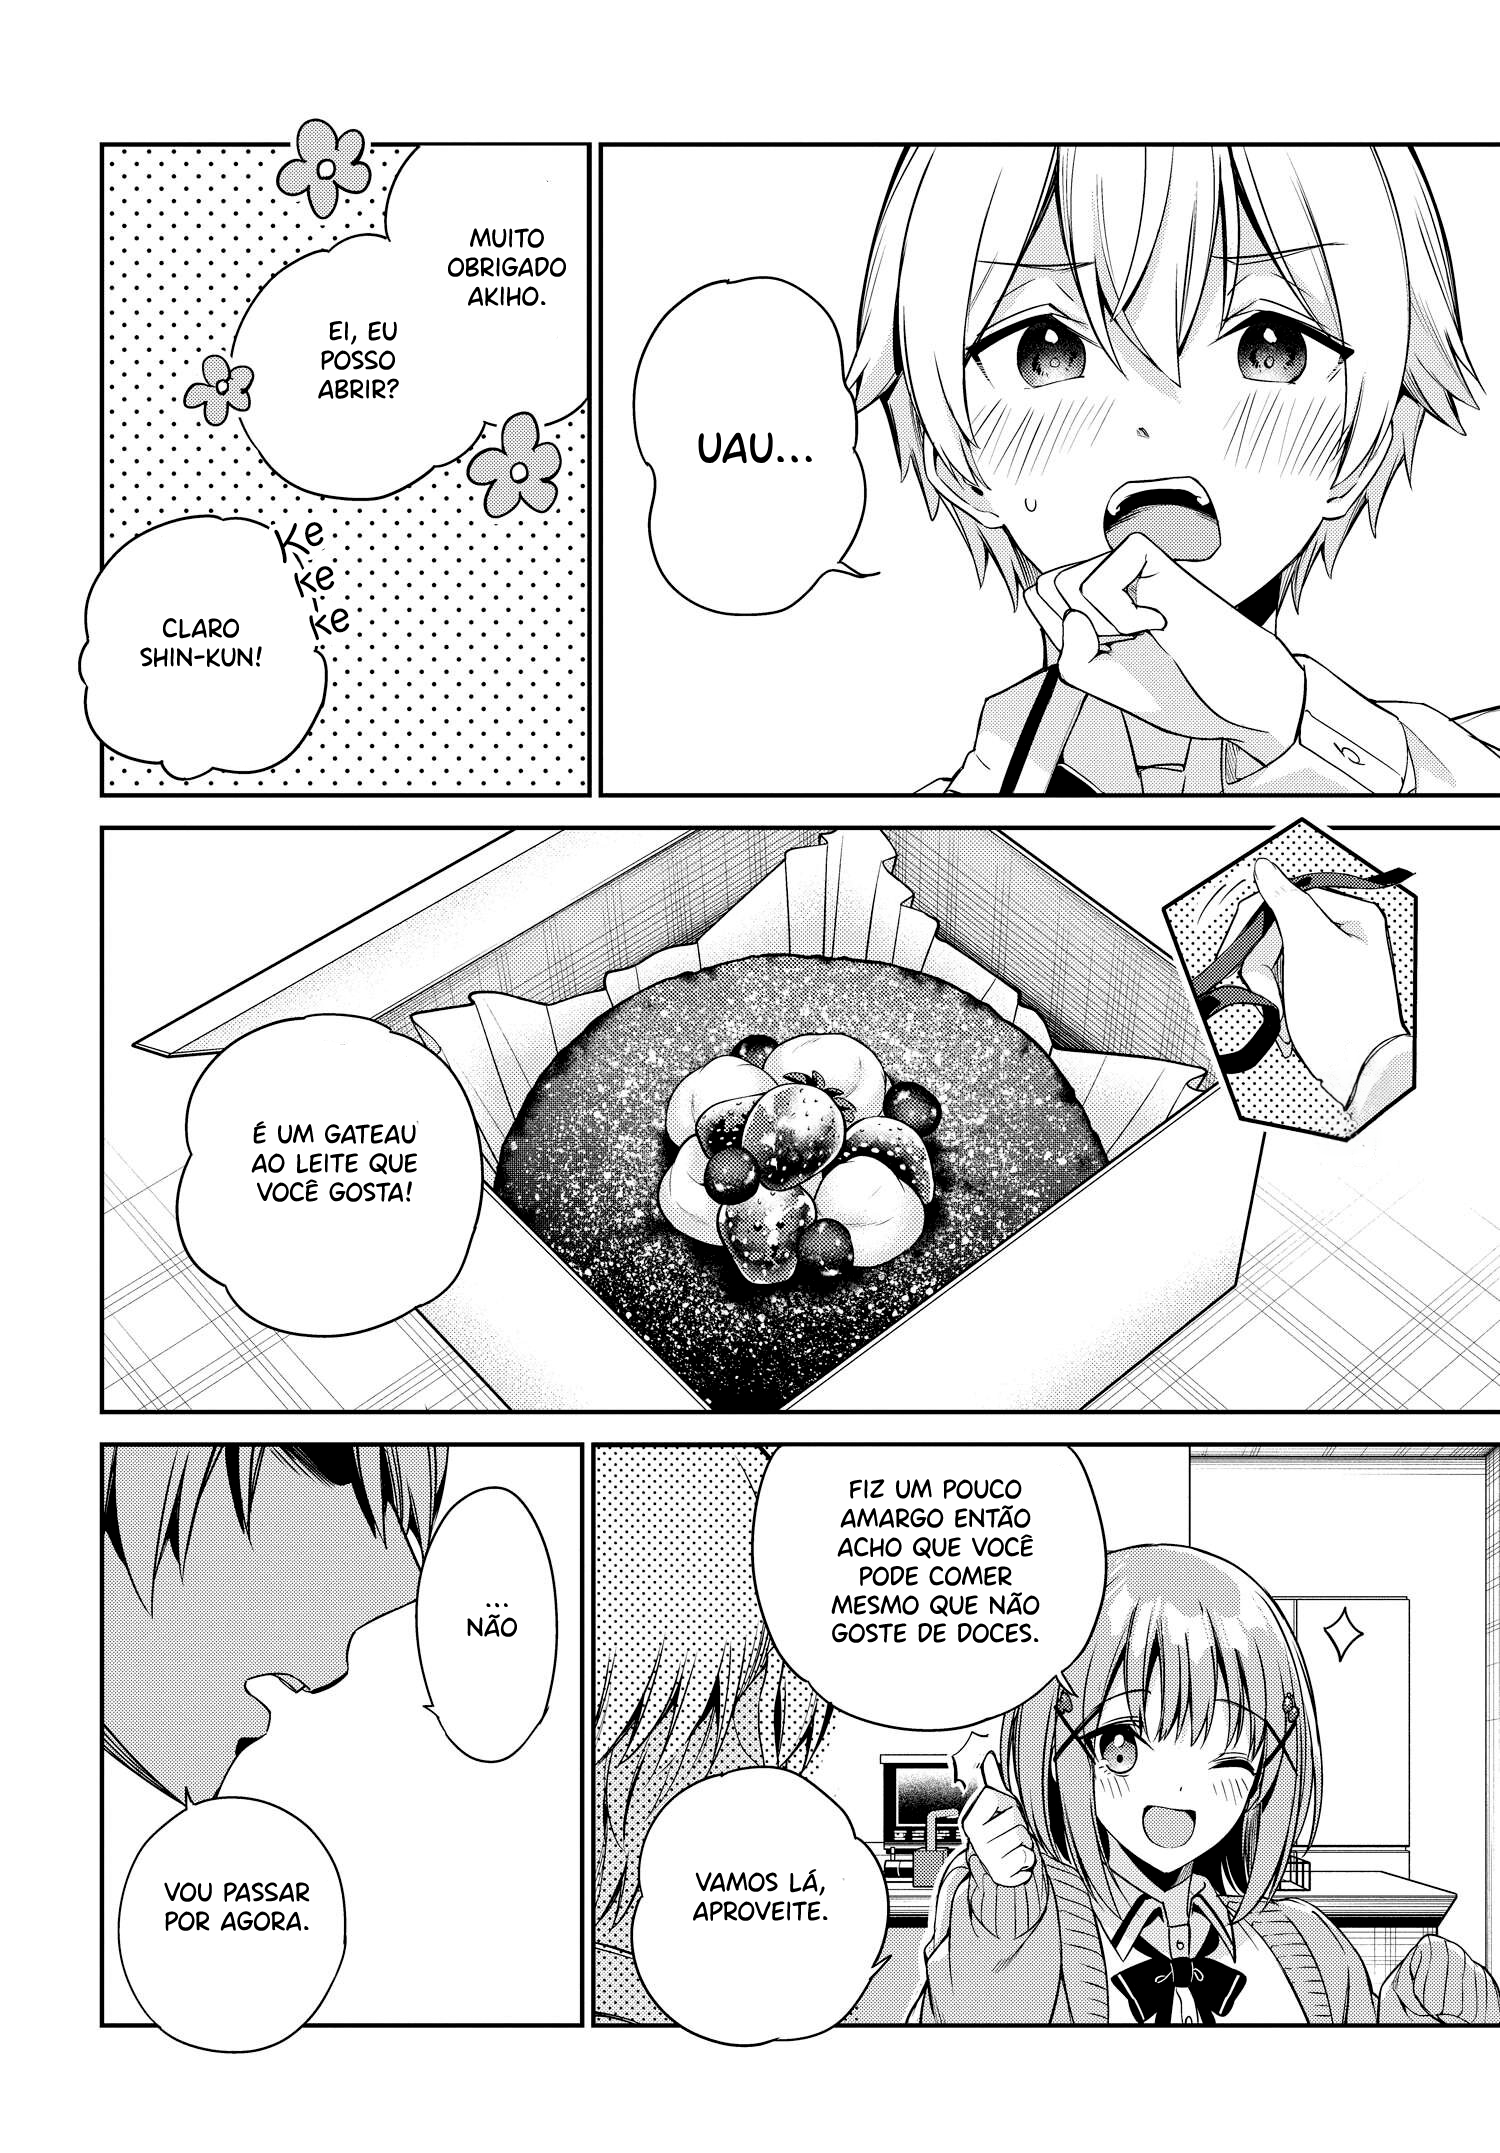 UAU...
MUITO
OBRIGADO
AKIHO.
EI, EU
POSSO
ABRIR?
Ke
Ke
Ke
CLARO
SHIN-KUN!
É UM GATEAU
AO LEITE QUE
VOCÊ GOSTA!
FIZ UM POUCO
AMARGO ENTÃO
ACHO QUE VOCÊ
PODE COMER
MESMO QUE NÃO
GOSTE DE DOCES.
VAMOS LÁ,
APROVEITE.
...
NÃO
VOU PASSAR
POR AGORA.